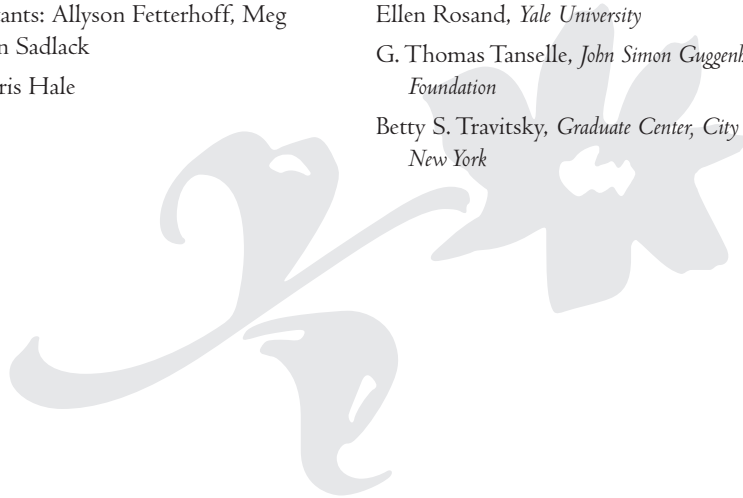 tants: Allyson Fetterhoff, Meg
n Sadlack
ris Hale
Ellen Rosand, Yale University
G. Thomas Tanselle, John Simon Guggenh
Foundation
Betty S. Travitsky, Graduate Center, City
New York